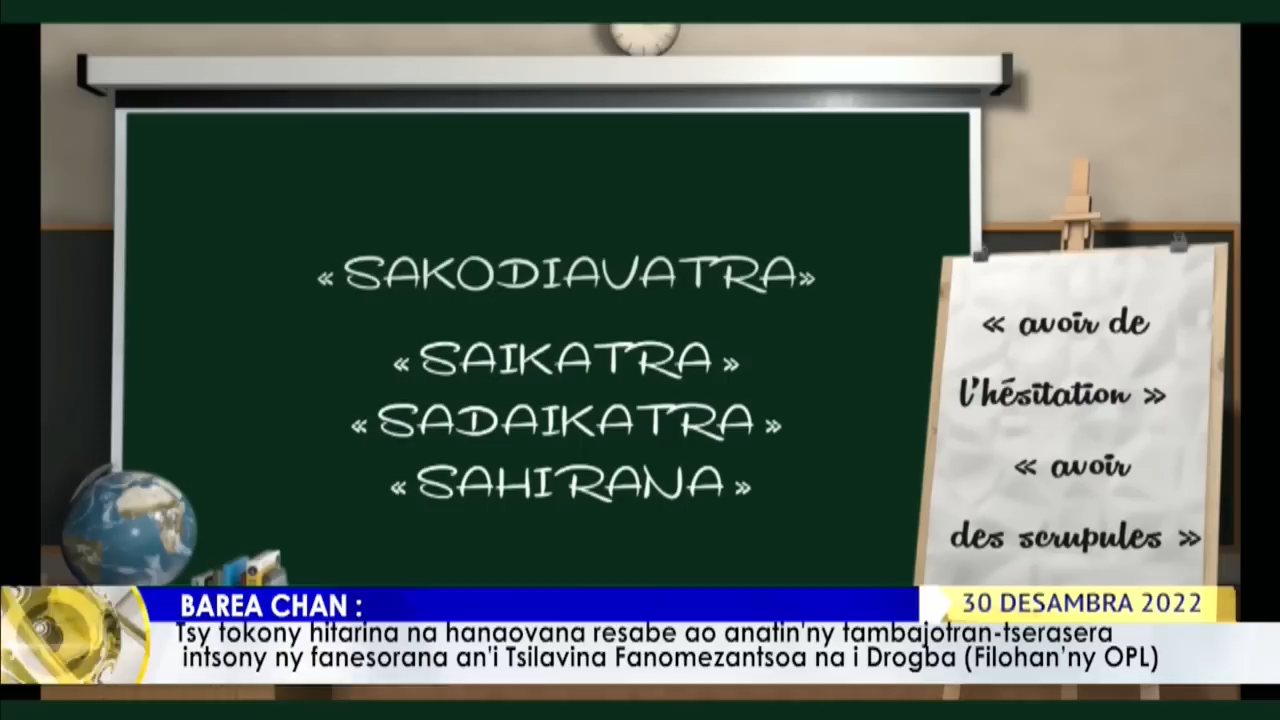 « SAKODIAVATRA»
« SAIKATRA »
« SADAIKATRA »
« SAHIRANA »
« avoir de
l'hésitation »
« avoir
des scrupules »
BAREA CHAN :
30 DESAMBRA 2022
Tsy tokony hitarina na hanaovana resabe ao anatin'ny tambajotran-tserasera
intsony ny fanesorana an'i Tsilavina Fanomezantsoa na i Drogba (Filohan'ny OPL)